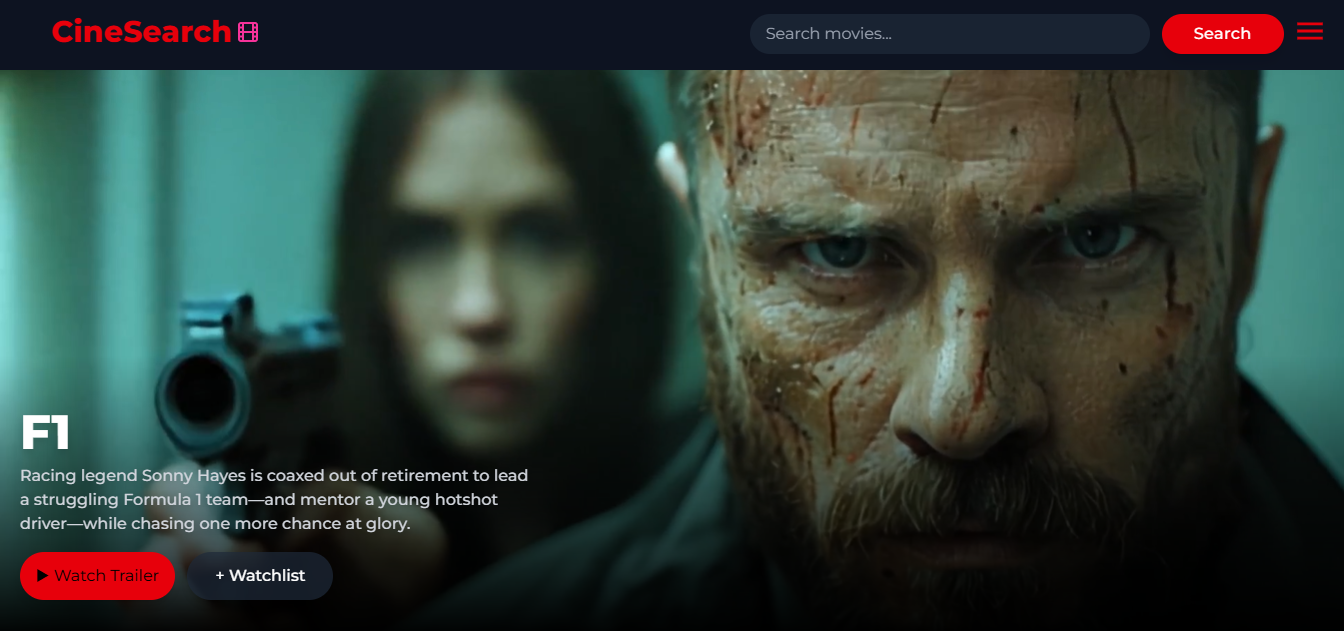 CineSearch
Search movies...
Search
F1
Racing legend Sonny Hayes is coaxed out of retirement to lead
a struggling Formula 1 team—and mentor a young hotshot
driver—while chasing one more chance at glory.
▶ Watch Trailer
+ Watchlist